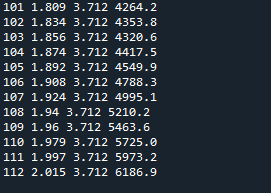 101 1.809 3.712 4264.2
102 1.834 3.712 4353.8
103 1.856 3.712 4320.6
104 1.874 3.712 4417.5
105 1.892 3.712 4549.9
106 1.908 3.712 4788.3
107 1.924 3.712 4995.1
108 1.94 3.712 5210.2
109 1.96 3.712 5463.6
110 1.979 3.712 5725.0
111 1.997 3.712 5973.2
112 2.015 3.712 6186.9